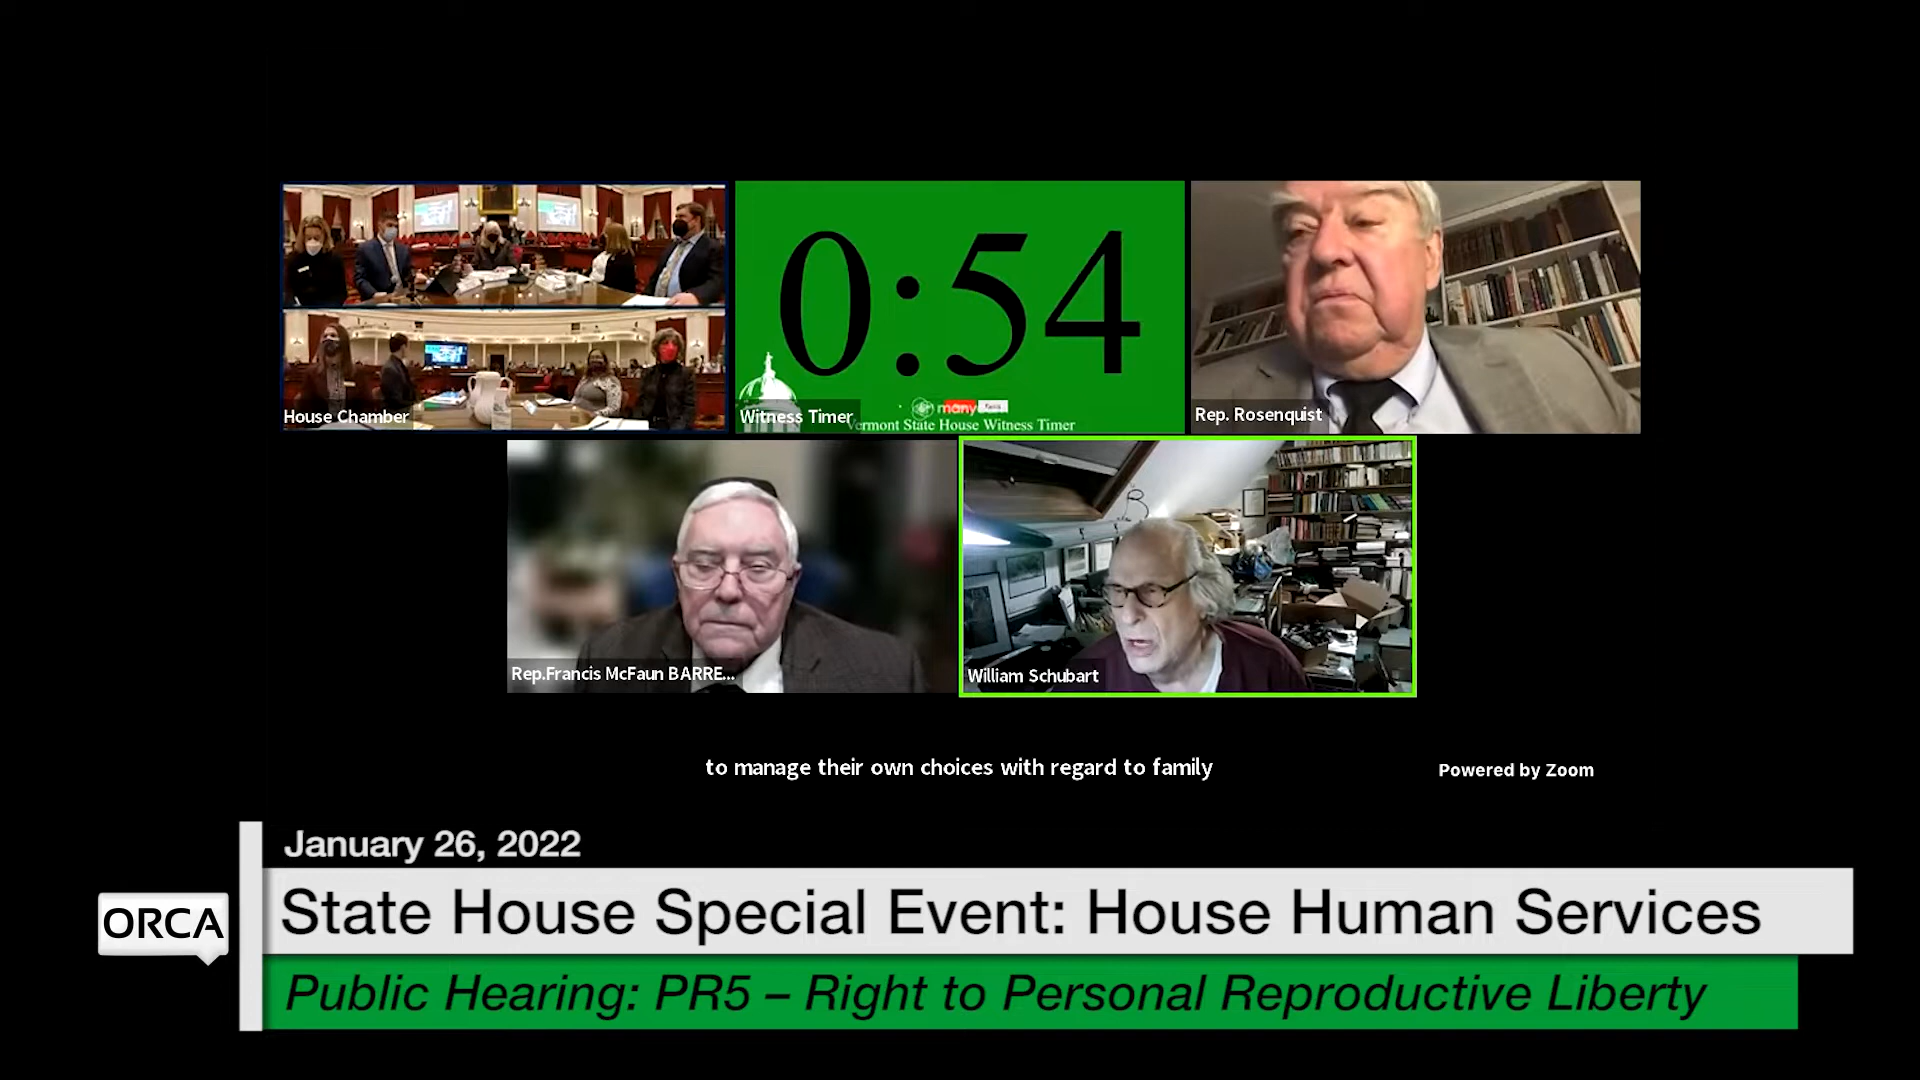 0:54
House Chamber
Witness Timer
many
Vermont State House Witness Timer
Rep. Rosenquist
Rep.Francis McFaun BARRE...
William Schubart
to manage their own choices with regard to family
Powered by Zoom
January 26, 2022
ORCA
State House Special Event: House Human Services
Public Hearing: PR5 – Right to Personal Reproductive Liberty